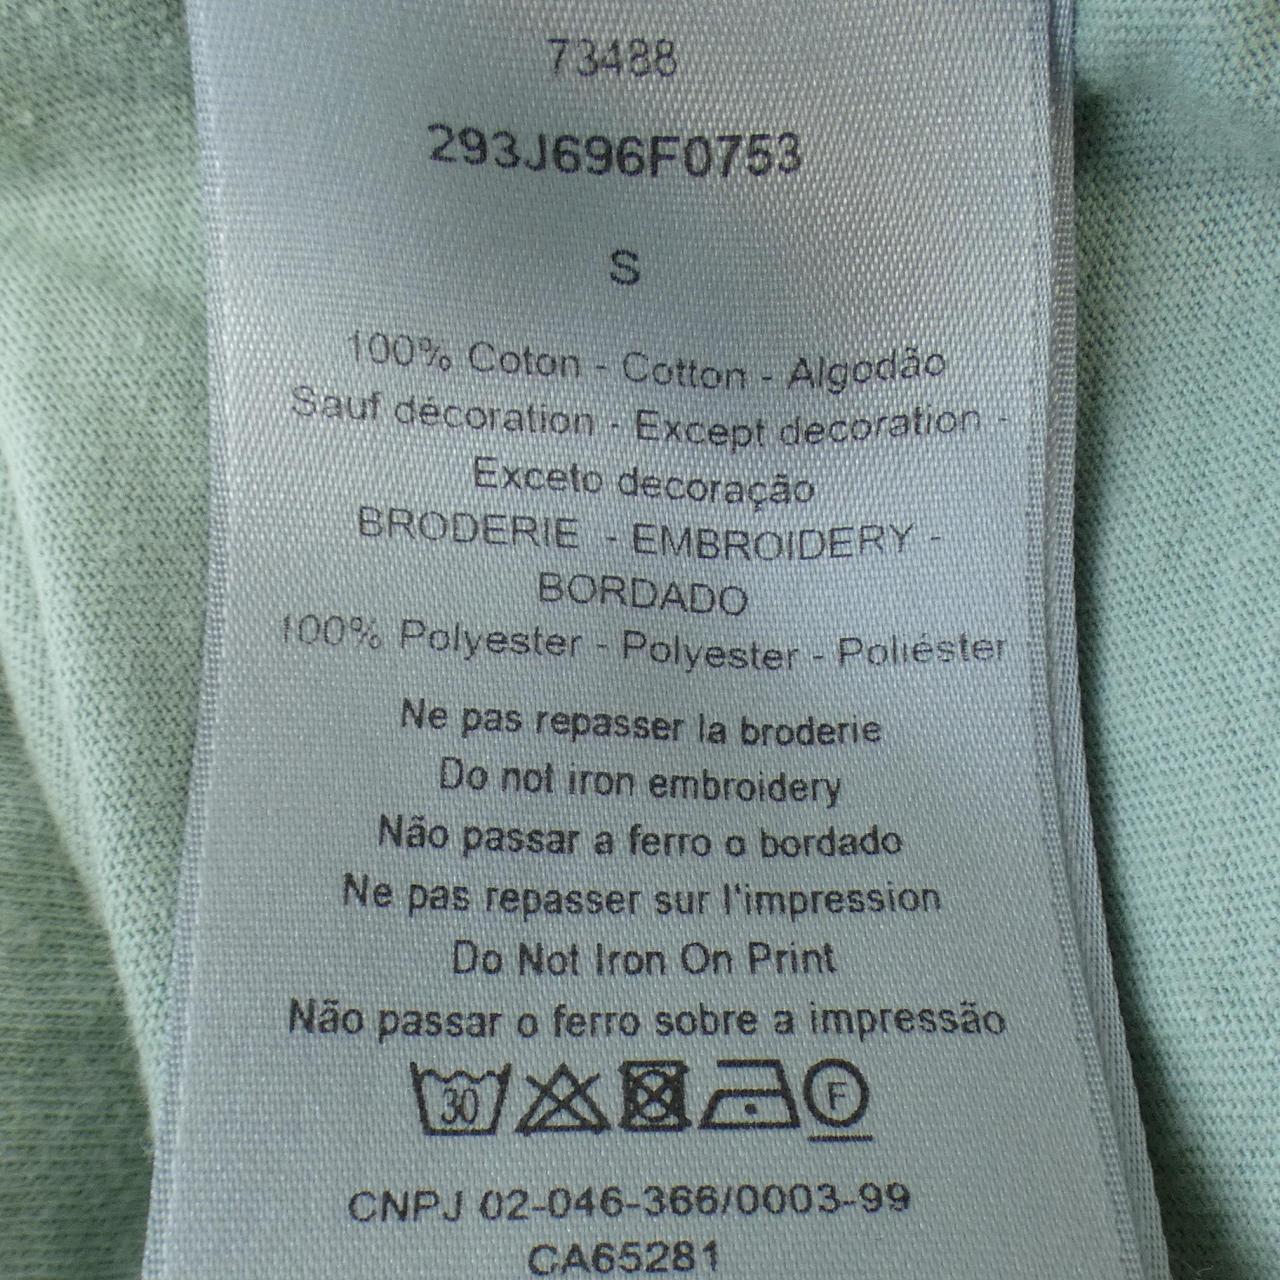 73488
293J696F0753
S
100% Coton - Cotton - Algodão
Sauf décoration - Except decoration -
Exceto decoração
BRODERIE - EMBROIDERY -
BORDADO
100% Polyester - Polyester - Poliéster
Ne pas repasser la broderie
Do not iron embroidery
Não passar a ferro o bordado
Ne pas repasser sur l'impression
Do Not Iron On Print
Não passar o ferro sobre a impressão
30 F
CNPJ 02-046-366/0003-99
CA65281